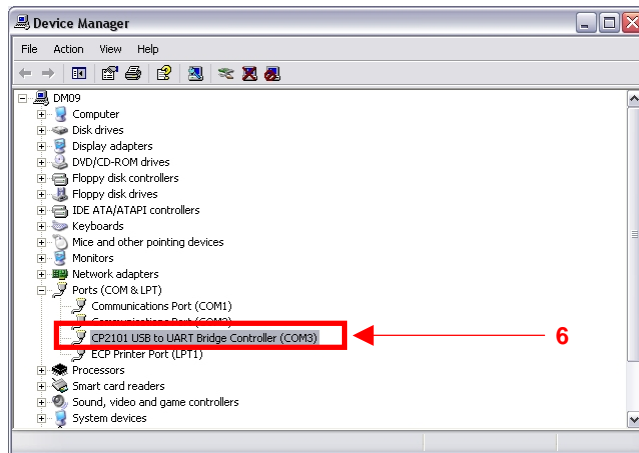 Device Manager
File Action View Help
DM09
Computer
Disk drives
Display adapters
DVD/CD-ROM drives
Floppy disk controllers
Floppy disk drives
IDE ATA/ATAPI controllers
Keyboards
Mice and other pointing devices
Monitors
Network adapters
Ports (COM & LPT)
Communications Port (COM1)
Communications Port (COM2)
CP2101 USB to UART Bridge Controller (COM3) 6
ECP Printer Port (LPT1)
Processors
Smart card readers
Sound, video and game controllers
System devices